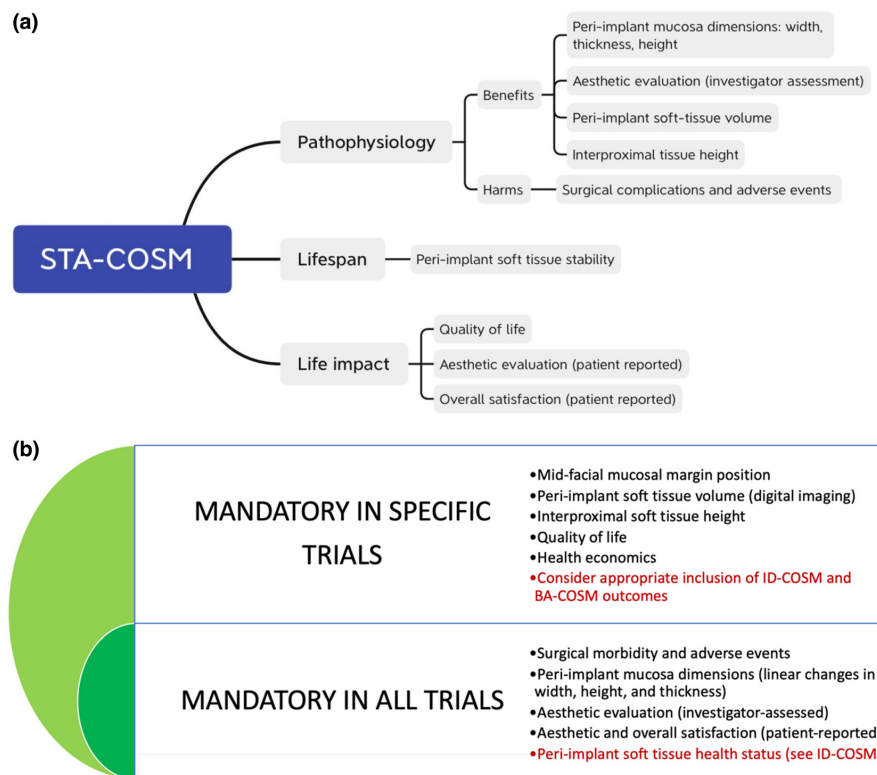 (a)
Peri-implant mucosa dimensions: width,
thickness, height
Benefits
Aesthetic evaluation (investigator assessment)
Peri-implant soft-tissue volume
Pathophysiology
Interproximal tissue height
Harms
Surgical complications and adverse events
STA-COSM
Lifespan
Peri-implant soft tissue stability
Quality of life
Life impact
Aesthetic evaluation (patient reported)
Overall satisfaction (patient reported)
(b)
MANDATORY IN SPECIFIC
TRIALS
•Mid-facial mucosal margin position
•Peri-implant soft tissue volume (digital imaging)
•Interproximal soft tissue height
•Quality of life
•Health economics
•Consider appropriate inclusion of ID-COSM and
BA-COSM outcomes
MANDATORY IN ALL TRIALS
•Surgical morbidity and adverse events
•Peri-implant mucosa dimensions (linear changes in
width, height, and thickness)
•Aesthetic evaluation (investigator-assessed)
•Aesthetic and overall satisfaction (patient-reported
•Peri-implant soft tissue health status (see ID-COSM